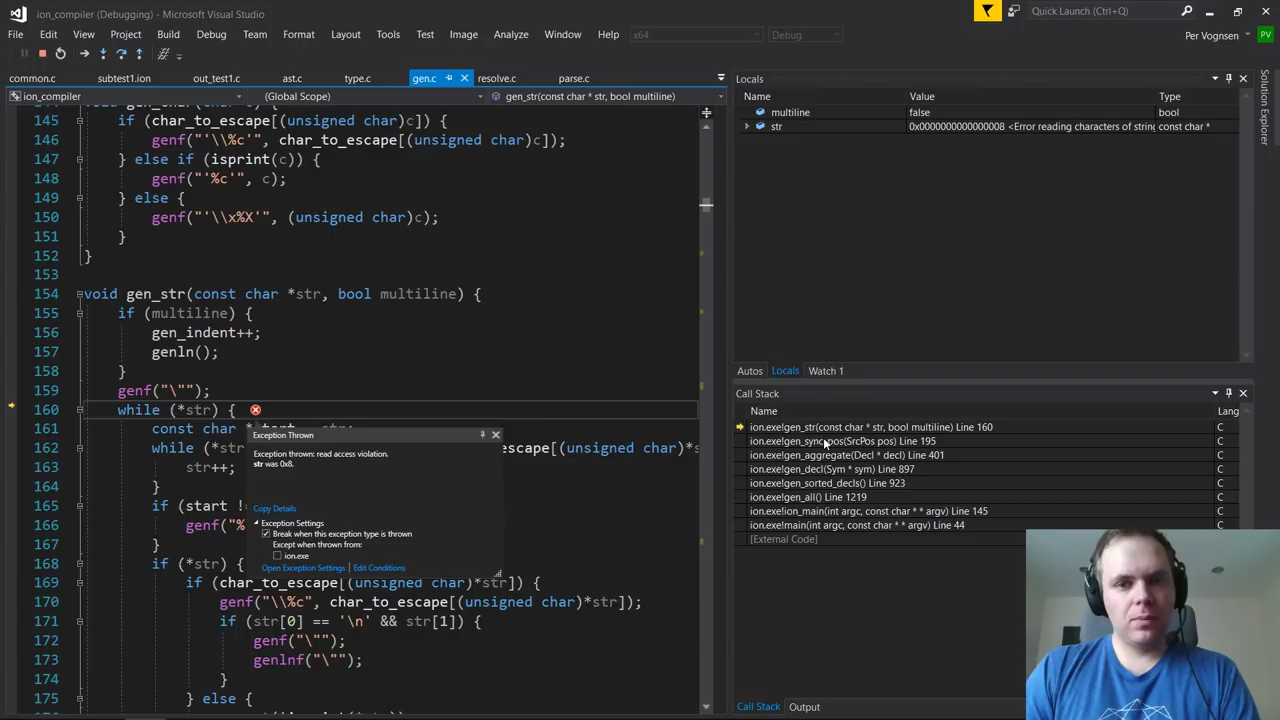 ion_compiler (Debugging) - Microsoft Visual Studio
Quick Launch (Ctrl+Q)
File Edit View Project Build Debug Team Format Layout Tools Test Image Analyze Window Help x64 Debug Per Vognsen PV
common.c subtest1.ion out_test1.c ast.c type.c gen.c resolve.c parse.c
ion_compiler (Global Scope) gen_str(const char * str, bool multiline)
145 if (char_to_escape[(unsigned char)c]) {
146 genf("'\\%c'", char_to_escape[(unsigned char)c]);
147 } else if (isprint(c)) {
148 genf("'%c'", c);
149 } else {
150 genf("'\\x%X'", (unsigned char)c);
151 }
152 }
153
154 void gen_str(const char *str, bool multiline) {
155 if (multiline) {
156 gen_indent++;
157 genln();
158 }
159 genf("\"");
160 while (*str) {
161 const char *start = str;
162 while (*s
165 str++;
164 }
165 if (start !=
166 genf("%
167 }
168 if (*str) {
169 if (char_to_escape[(unsigned char)*str]) {
170 genf("\\%c", char_to_escape[(unsigned char)*str]);
171 if (str[0] == '\n' && str[1]) {
172 genf("\"");
173 genlnf("\"");
174 }
175 } else {
Exception Thrown
Exception thrown: read access violation.
str was 0x8.
Copy Details
Exception Settings
Break when this exception type is thrown
Except when thrown from:
ion.exe
Open Exception Settings | Edit Conditions
Locals
Name Value Type
multiline false bool
str 0x0000000000000008 <Error reading characters of string const char *
Autos Locals Watch 1
Call Stack
Name Lang
ion.exe!gen_str(const char * str, bool multiline) Line 160 C
ion.exe!gen_sync_pos(SrcPos pos) Line 195 C
ion.exe!gen_aggregate(Decl * decl) Line 401 C
ion.exe!gen_decl(Sym * sym) Line 897 C
ion.exe!gen_sorted_decls() Line 923 C
ion.exe!gen_all() Line 1219 C
ion.exe!ion_main(int argc, const char * * argv) Line 145 C
ion.exe!main(int argc, const char * * argv) Line 44 C
[External Code]
Call Stack Output
Solution Explorer